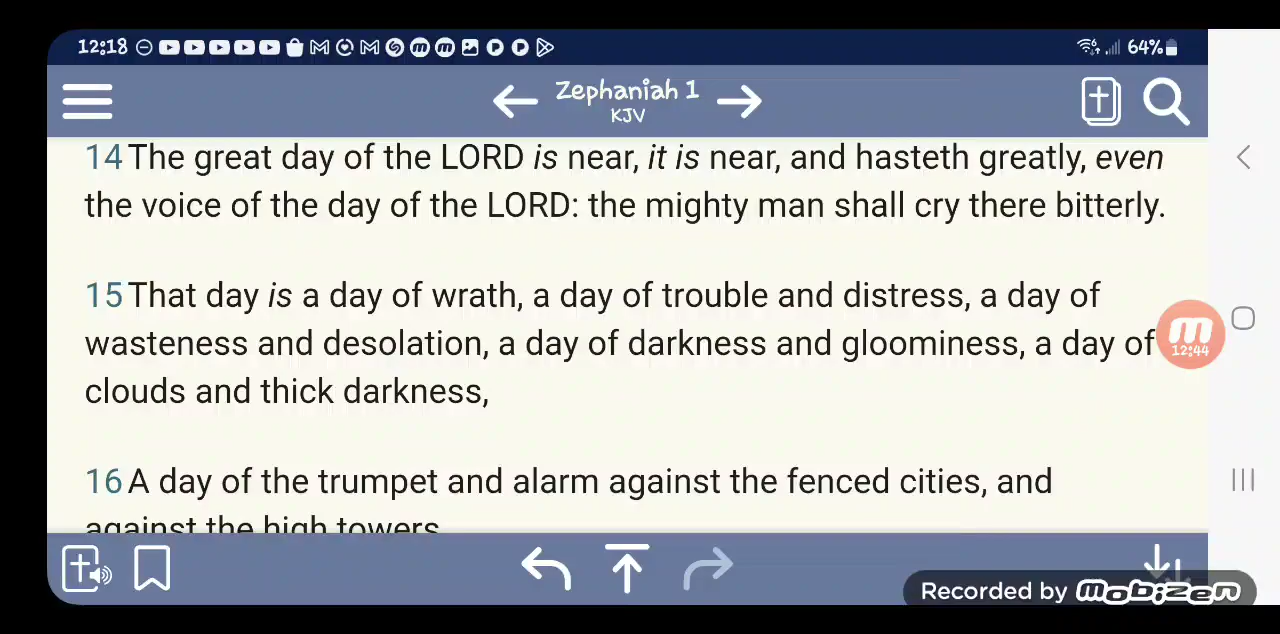 12:18
64%
Zephaniah 1
KJV
14 The great day of the LORD is near, it is near, and hasteth greatly, even
the voice of the day of the LORD: the mighty man shall cry there bitterly.
15 That day is a day of wrath, a day of trouble and distress, a day of
wasteness and desolation, a day of darkness and gloominess, a day of
clouds and thick darkness,
12:44
16 A day of the trumpet and alarm against the fenced cities, and
against the high towers
Recorded by mobizen